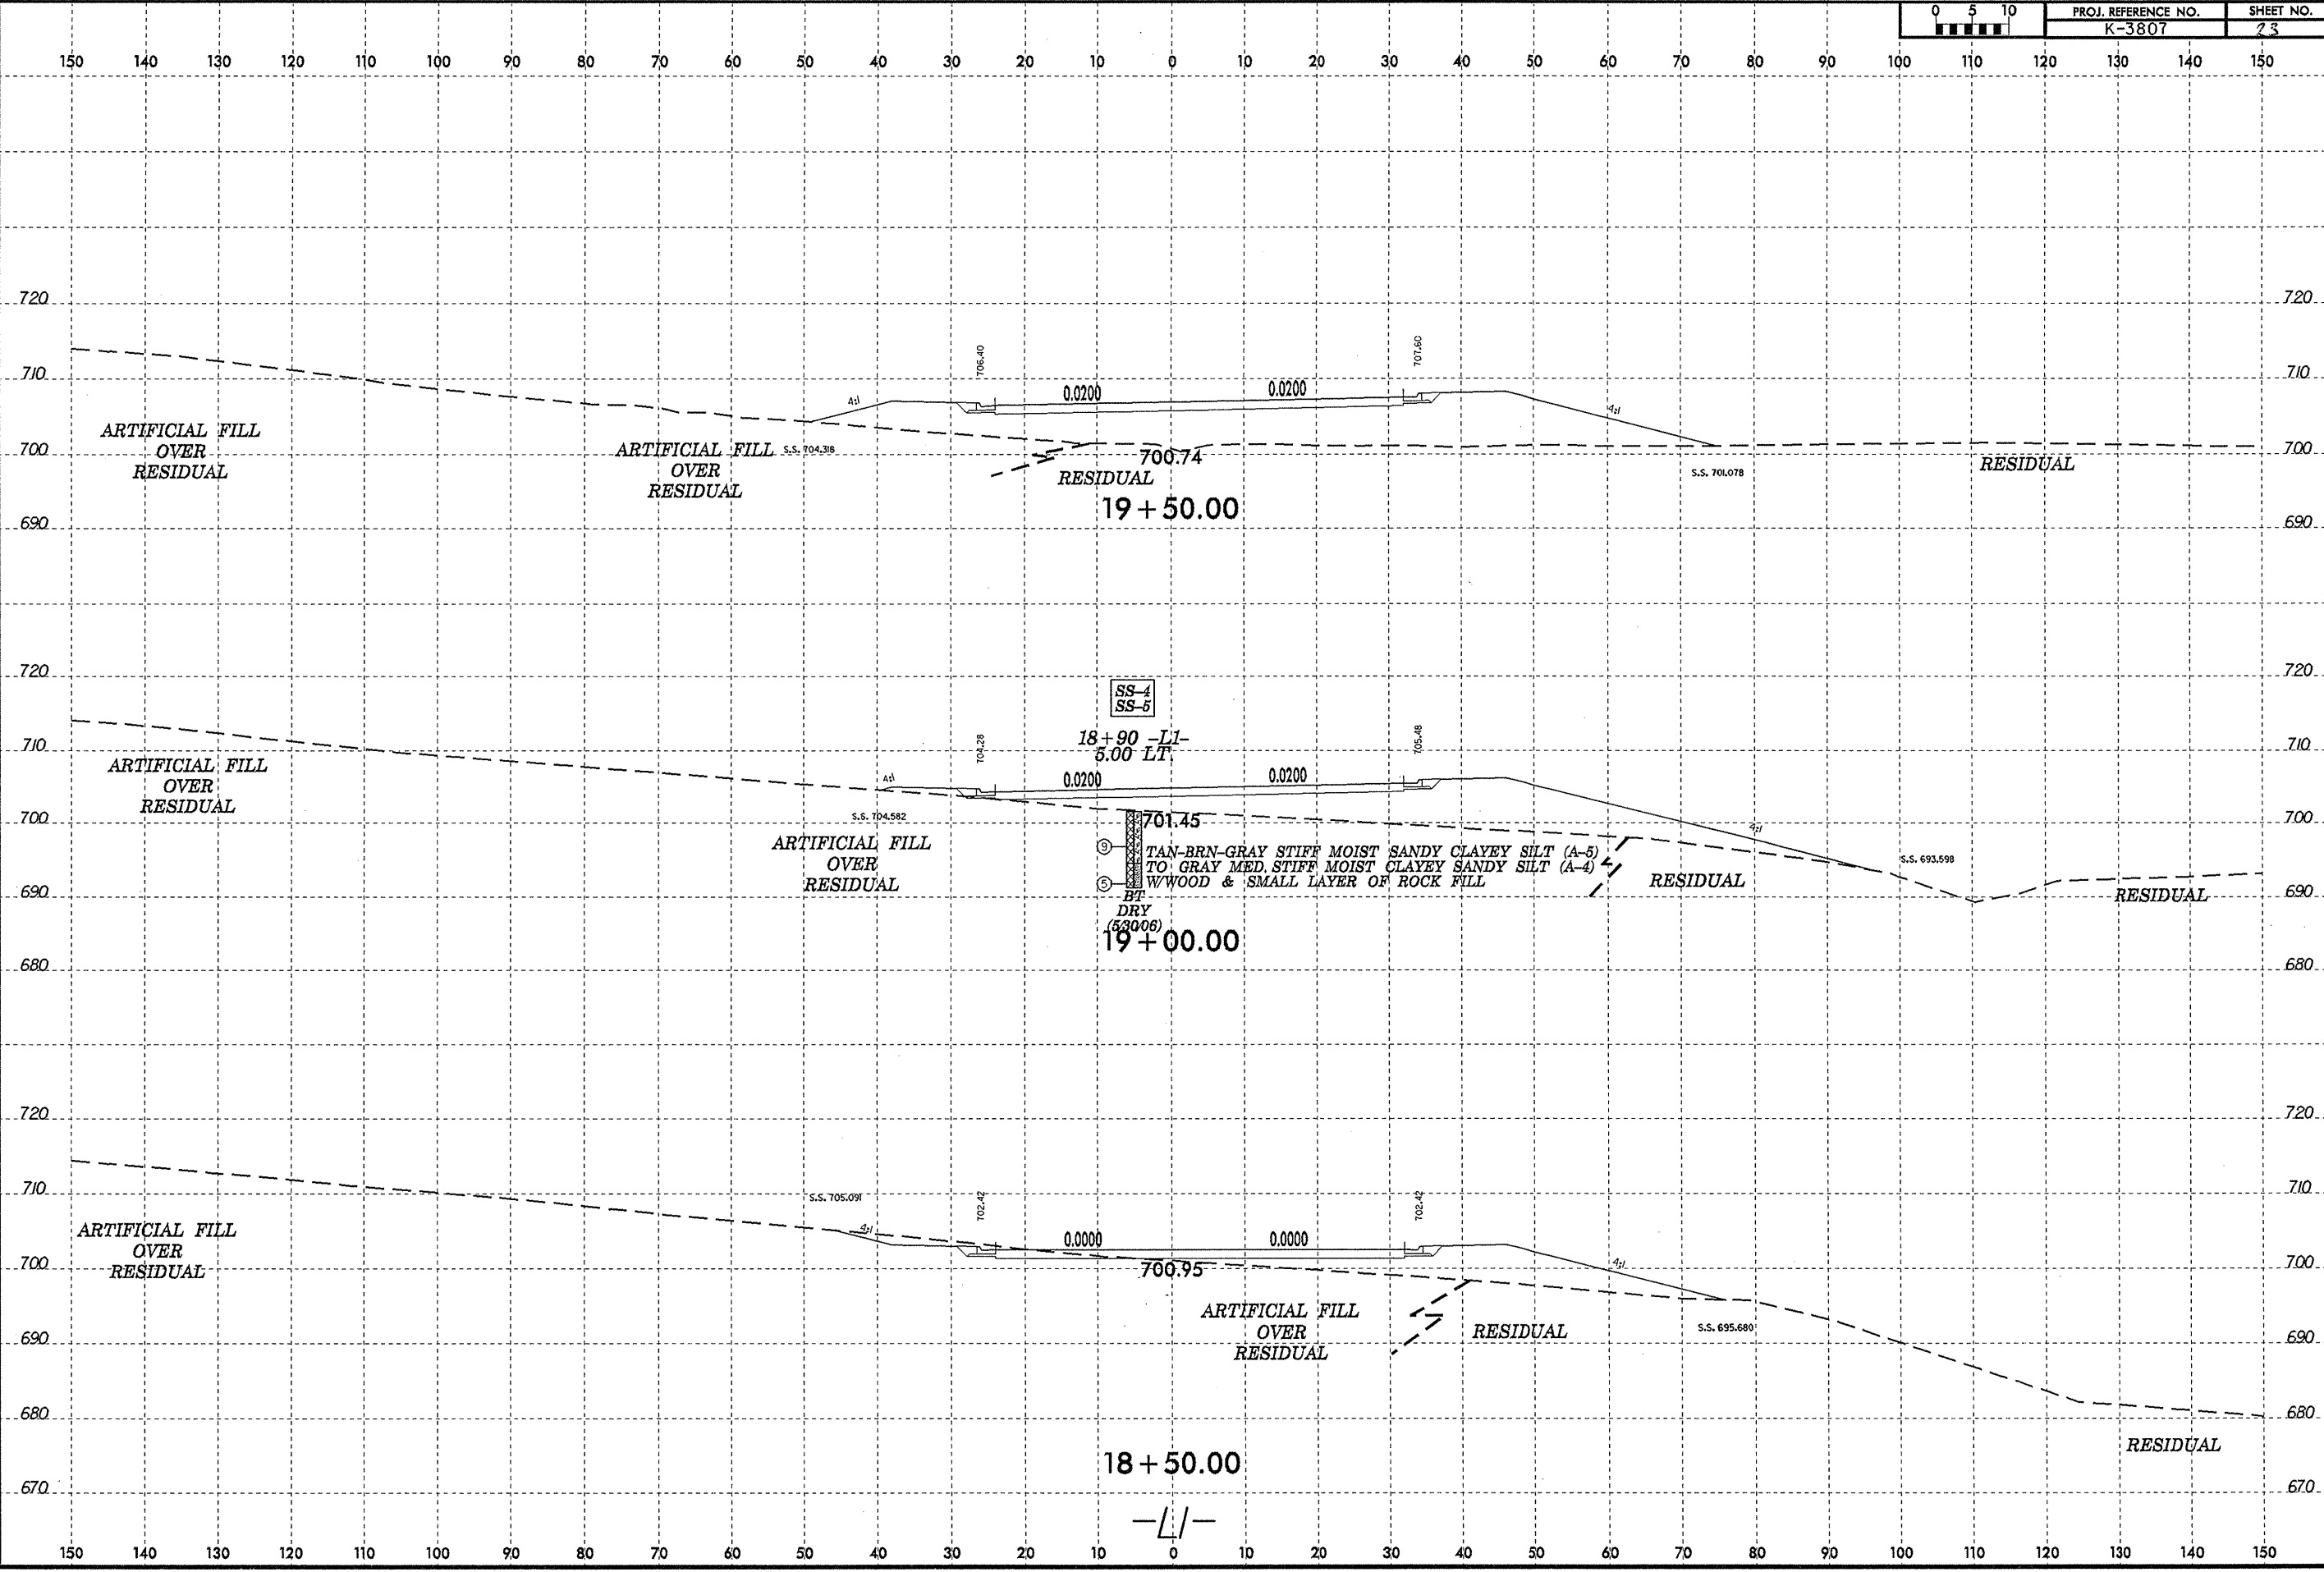 0 5 10
PROJ. REFERENCE NO. SHEET NO.
K-3807 23
150 140 130 120 110 100 90 80 70 60 50 40 30 20 10 0 10 20 30 40 50 60 70 80 90 100 110 120 130 140 150
720 720
706.40 707.60
710 710
4:1 0.0200 0.0200 4:1
ARTIFICIAL FILL
OVER
RESIDUAL
ARTIFICIAL FILL
OVER
RESIDUAL
S.S. 704.318
700 700
700.74
RESIDUAL
S.S. 701.078
RESIDUAL
19+50.00
690 690
720 720
SS-4
SS-5
18+90 -L1-
5.00 LT.
704.28 705.48
710 710
ARTIFICIAL FILL
OVER
RESIDUAL
4:1 0.0200 0.0200 4:1
S.S. 704.582
700 700
701.45
ARTIFICIAL FILL
OVER
RESIDUAL
9
TAN-BRN-GRAY STIFF MOIST SANDY CLAYEY SILT (A-5)
TO GRAY MED. STIFF MOIST CLAYEY SANDY SILT (A-4)
5
W/WOOD & SMALL LAYER OF ROCK FILL
S.S. 693.598
RESIDUAL
RESIDUAL
690 690
BT
DRY
(5/30/06)
19+00.00
680 680
720 720
710 710
S.S. 705.091
702.42 702.42
4:1 0.0000 0.0000 4:1
ARTIFICIAL FILL
OVER
RESIDUAL
700 700
700.95
ARTIFICIAL FILL
OVER
RESIDUAL
RESIDUAL
S.S. 695.680
690 690
680 680
RESIDUAL
18+50.00
670 670
-L1-
150 140 130 120 110 100 90 80 70 60 50 40 30 20 10 0 10 20 30 40 50 60 70 80 90 100 110 120 130 140 150